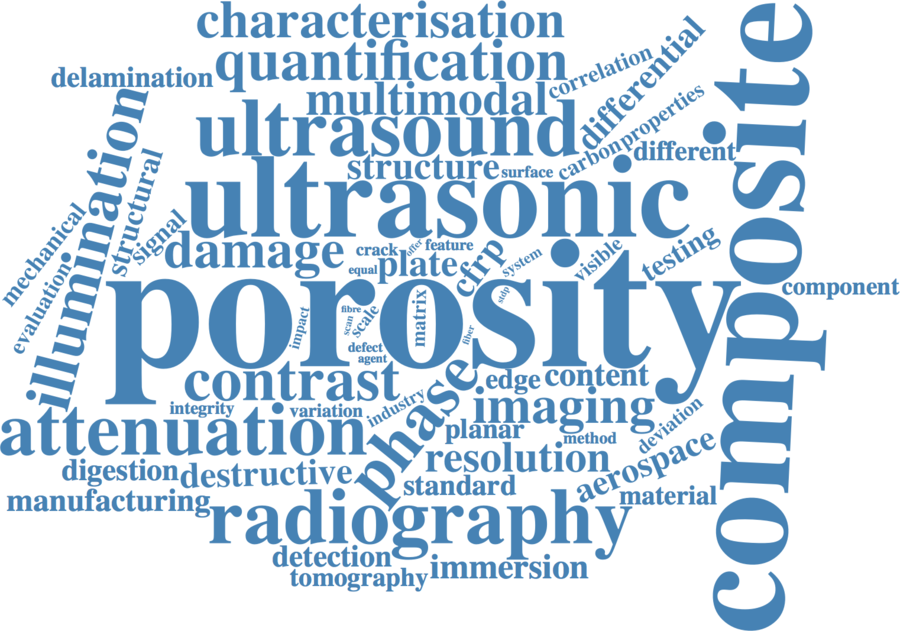 characterisation
quantification
delamination
correlation
differential
multimodal
ultrasound
carbon
properties
different
structure
surface
composite
illumination
structural
ultrasonic
mechanical
signal
damage
crack
offer
feature
cfrp
system
visible
testing
equal
plate
evaluation
porosity
component
stdp
impact
fibre
scan
scale
matrix
fiber
defect
agent
contrast
phase
edge
content
integrity
variation
industry
imaging
attenuation
planar
method
deviation
digestion
destructive
resolution
aerospace
standard
material
manufacturing
radiography
detection
tomography
immersion